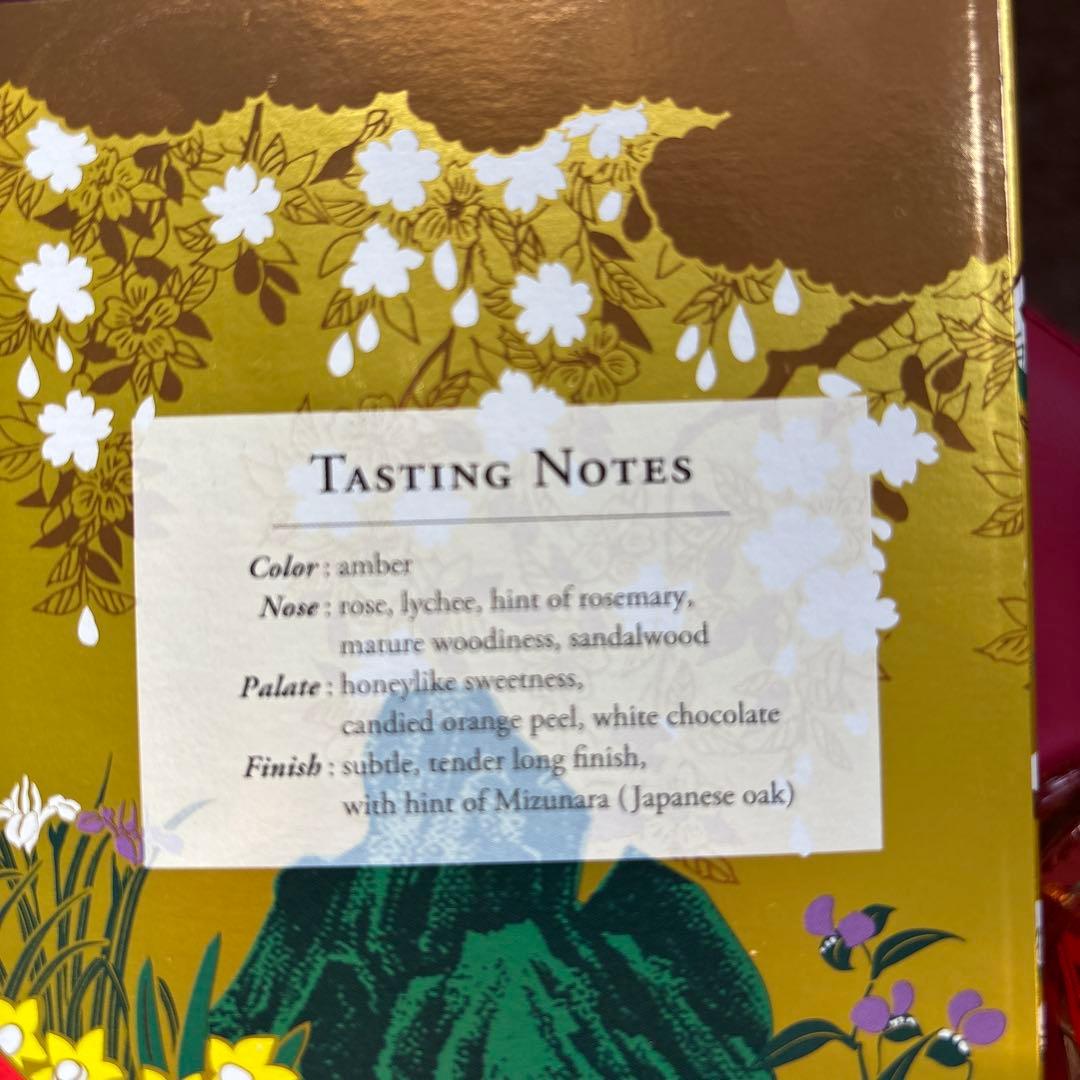 Tasting Notes
Color : amber
Nose : rose, lychee, hint of rosemary,
mature woodiness, sandalwood
Palate : honeylike sweetness,
candied orange peel, white chocolate
Finish : subtle, tender long finish,
with hint of Mizunara (Japanese oak)